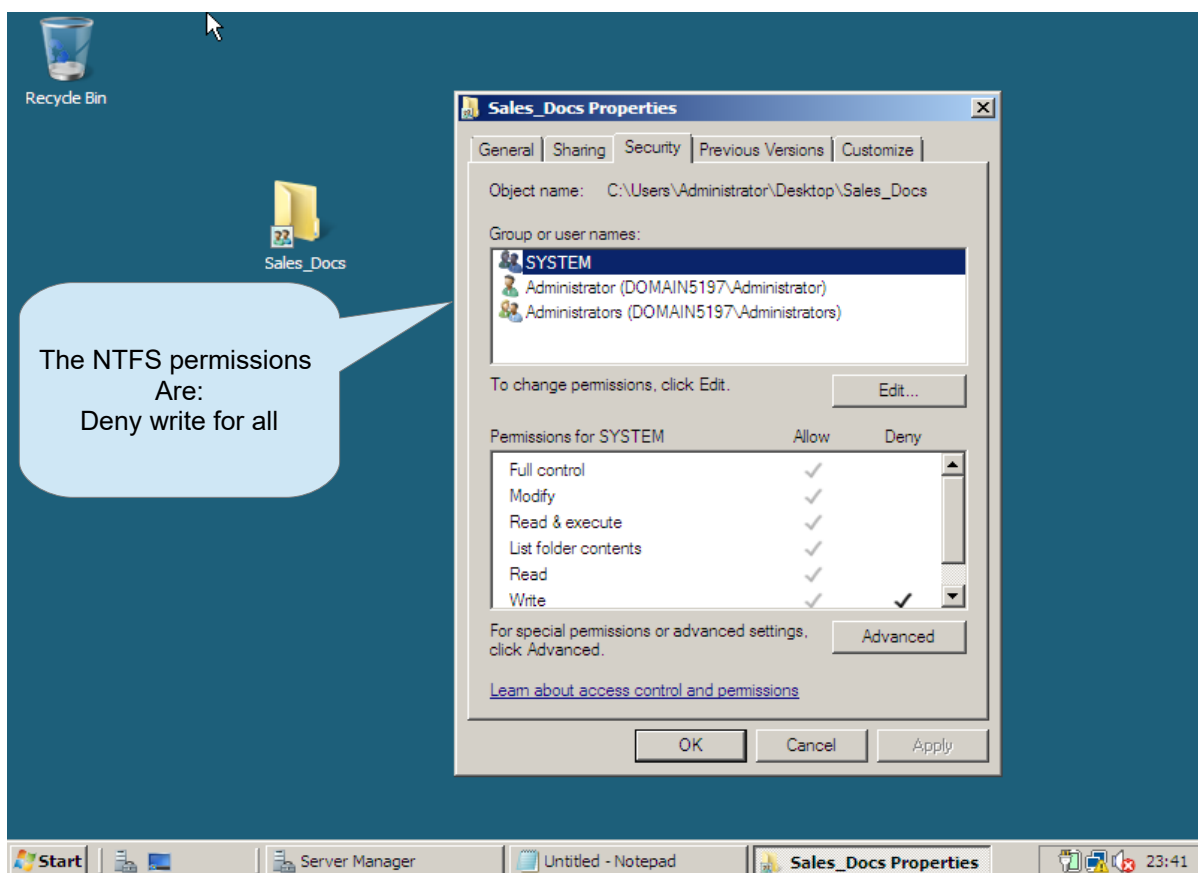 Recycle Bin
Sales_Docs Properties
General Sharing Security Previous Versions Customize
Object name: C:\Users\Administrator\Desktop\Sales_Docs
Group or user names:
SYSTEM
Administrator (DOMAIN5197\Administrator)
Administrators (DOMAIN5197\Administrators)
Sales_Docs
The NTFS permissions
Are:
Deny write for all
To change permissions, click Edit.
Edit...
Permissions for SYSTEM Allow Deny
Full control
Modify
Read & execute
List folder contents
Read
Write
For special permissions or advanced settings,
click Advanced.
Advanced
Learn about access control and permissions
OK Cancel Apply
Start Server Manager Untitled - Notepad Sales_Docs Properties 23:41